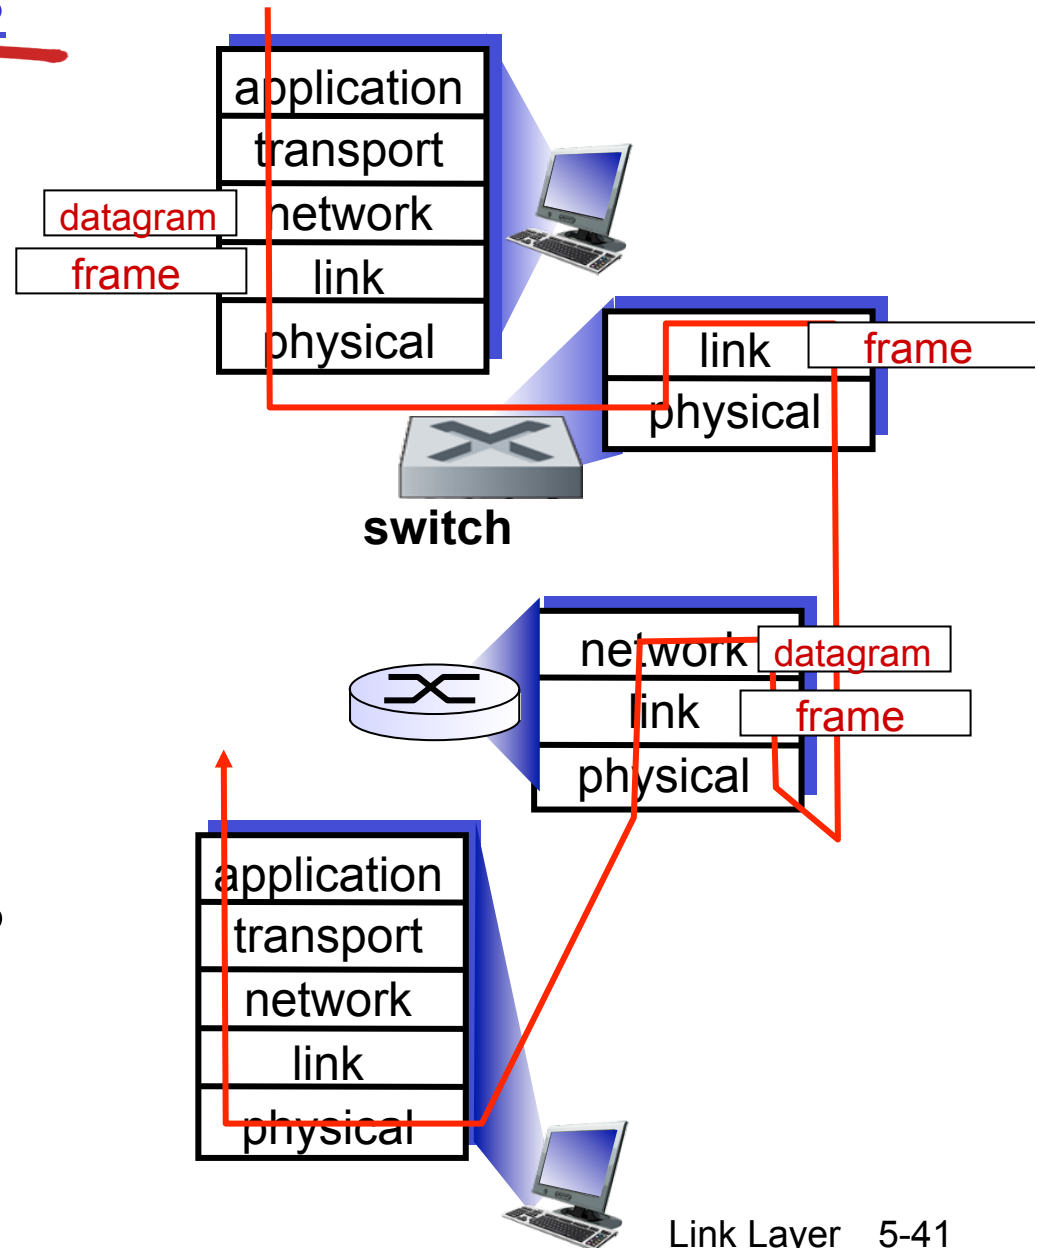 application
transport
datagram network
frame link
physical
link frame
physical
switch
network datagram
link frame
physical
application
transport
network
link
physical
Link Layer 5-41